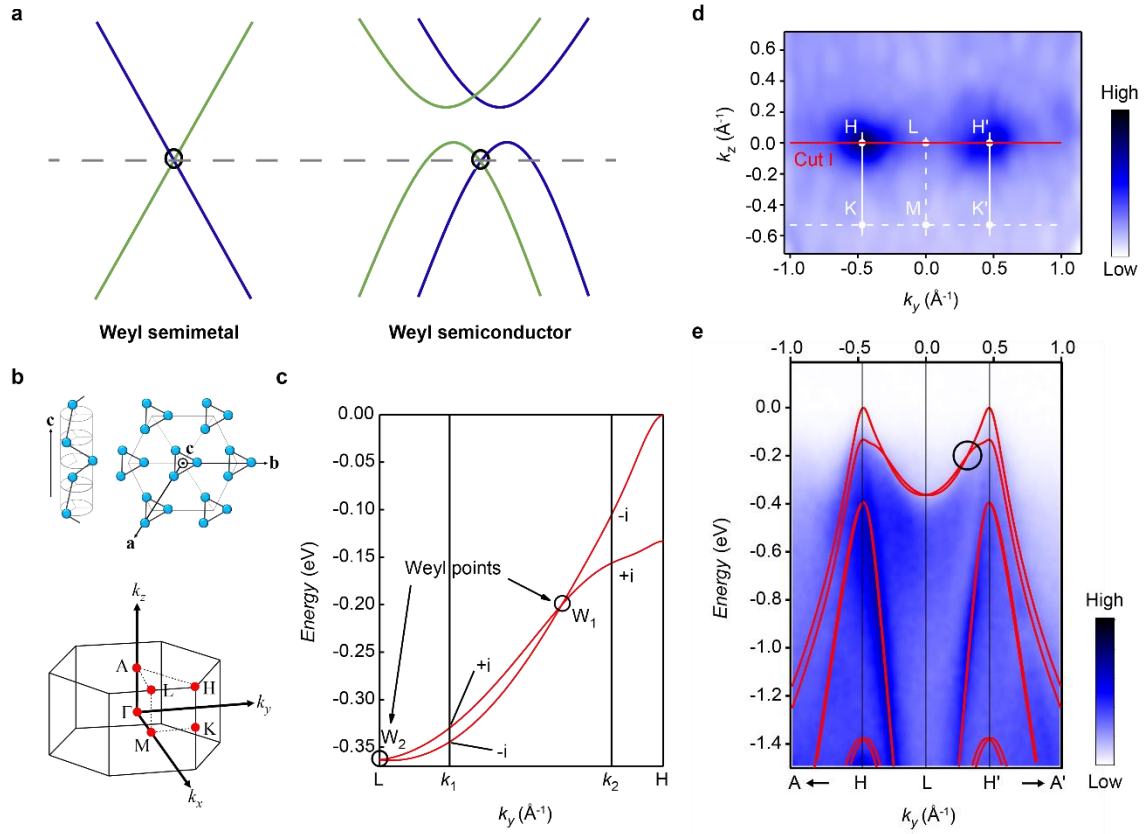 a
Weyl semimetal
Weyl semiconductor
b
c
c
b
a
k_z
A
L
H
Γ
k_y
M
K
k_x
c
Energy (eV)
0.00
-0.05
-0.10
-0.15
-0.20
-0.25
-0.30
-0.35
-i
+i
Weyl points
W₁
+i
W₂
-i
L
k₁
k₂
H
k_y (Å⁻¹)
d
k_z (Å⁻¹)
0.6
0.4
0.2
0.0
-0.2
-0.4
-0.6
H
L
H'
Cut I
K
M
K'
-1.0
-0.5
0.0
0.5
1.0
k_y (Å⁻¹)
High
Low
e
-1.0
-0.5
0.0
0.5
1.0
Energy (eV)
0.0
-0.2
-0.4
-0.6
-0.8
-1.0
-1.2
-1.4
A
H
L
H'
A'
k_y (Å⁻¹)
High
Low